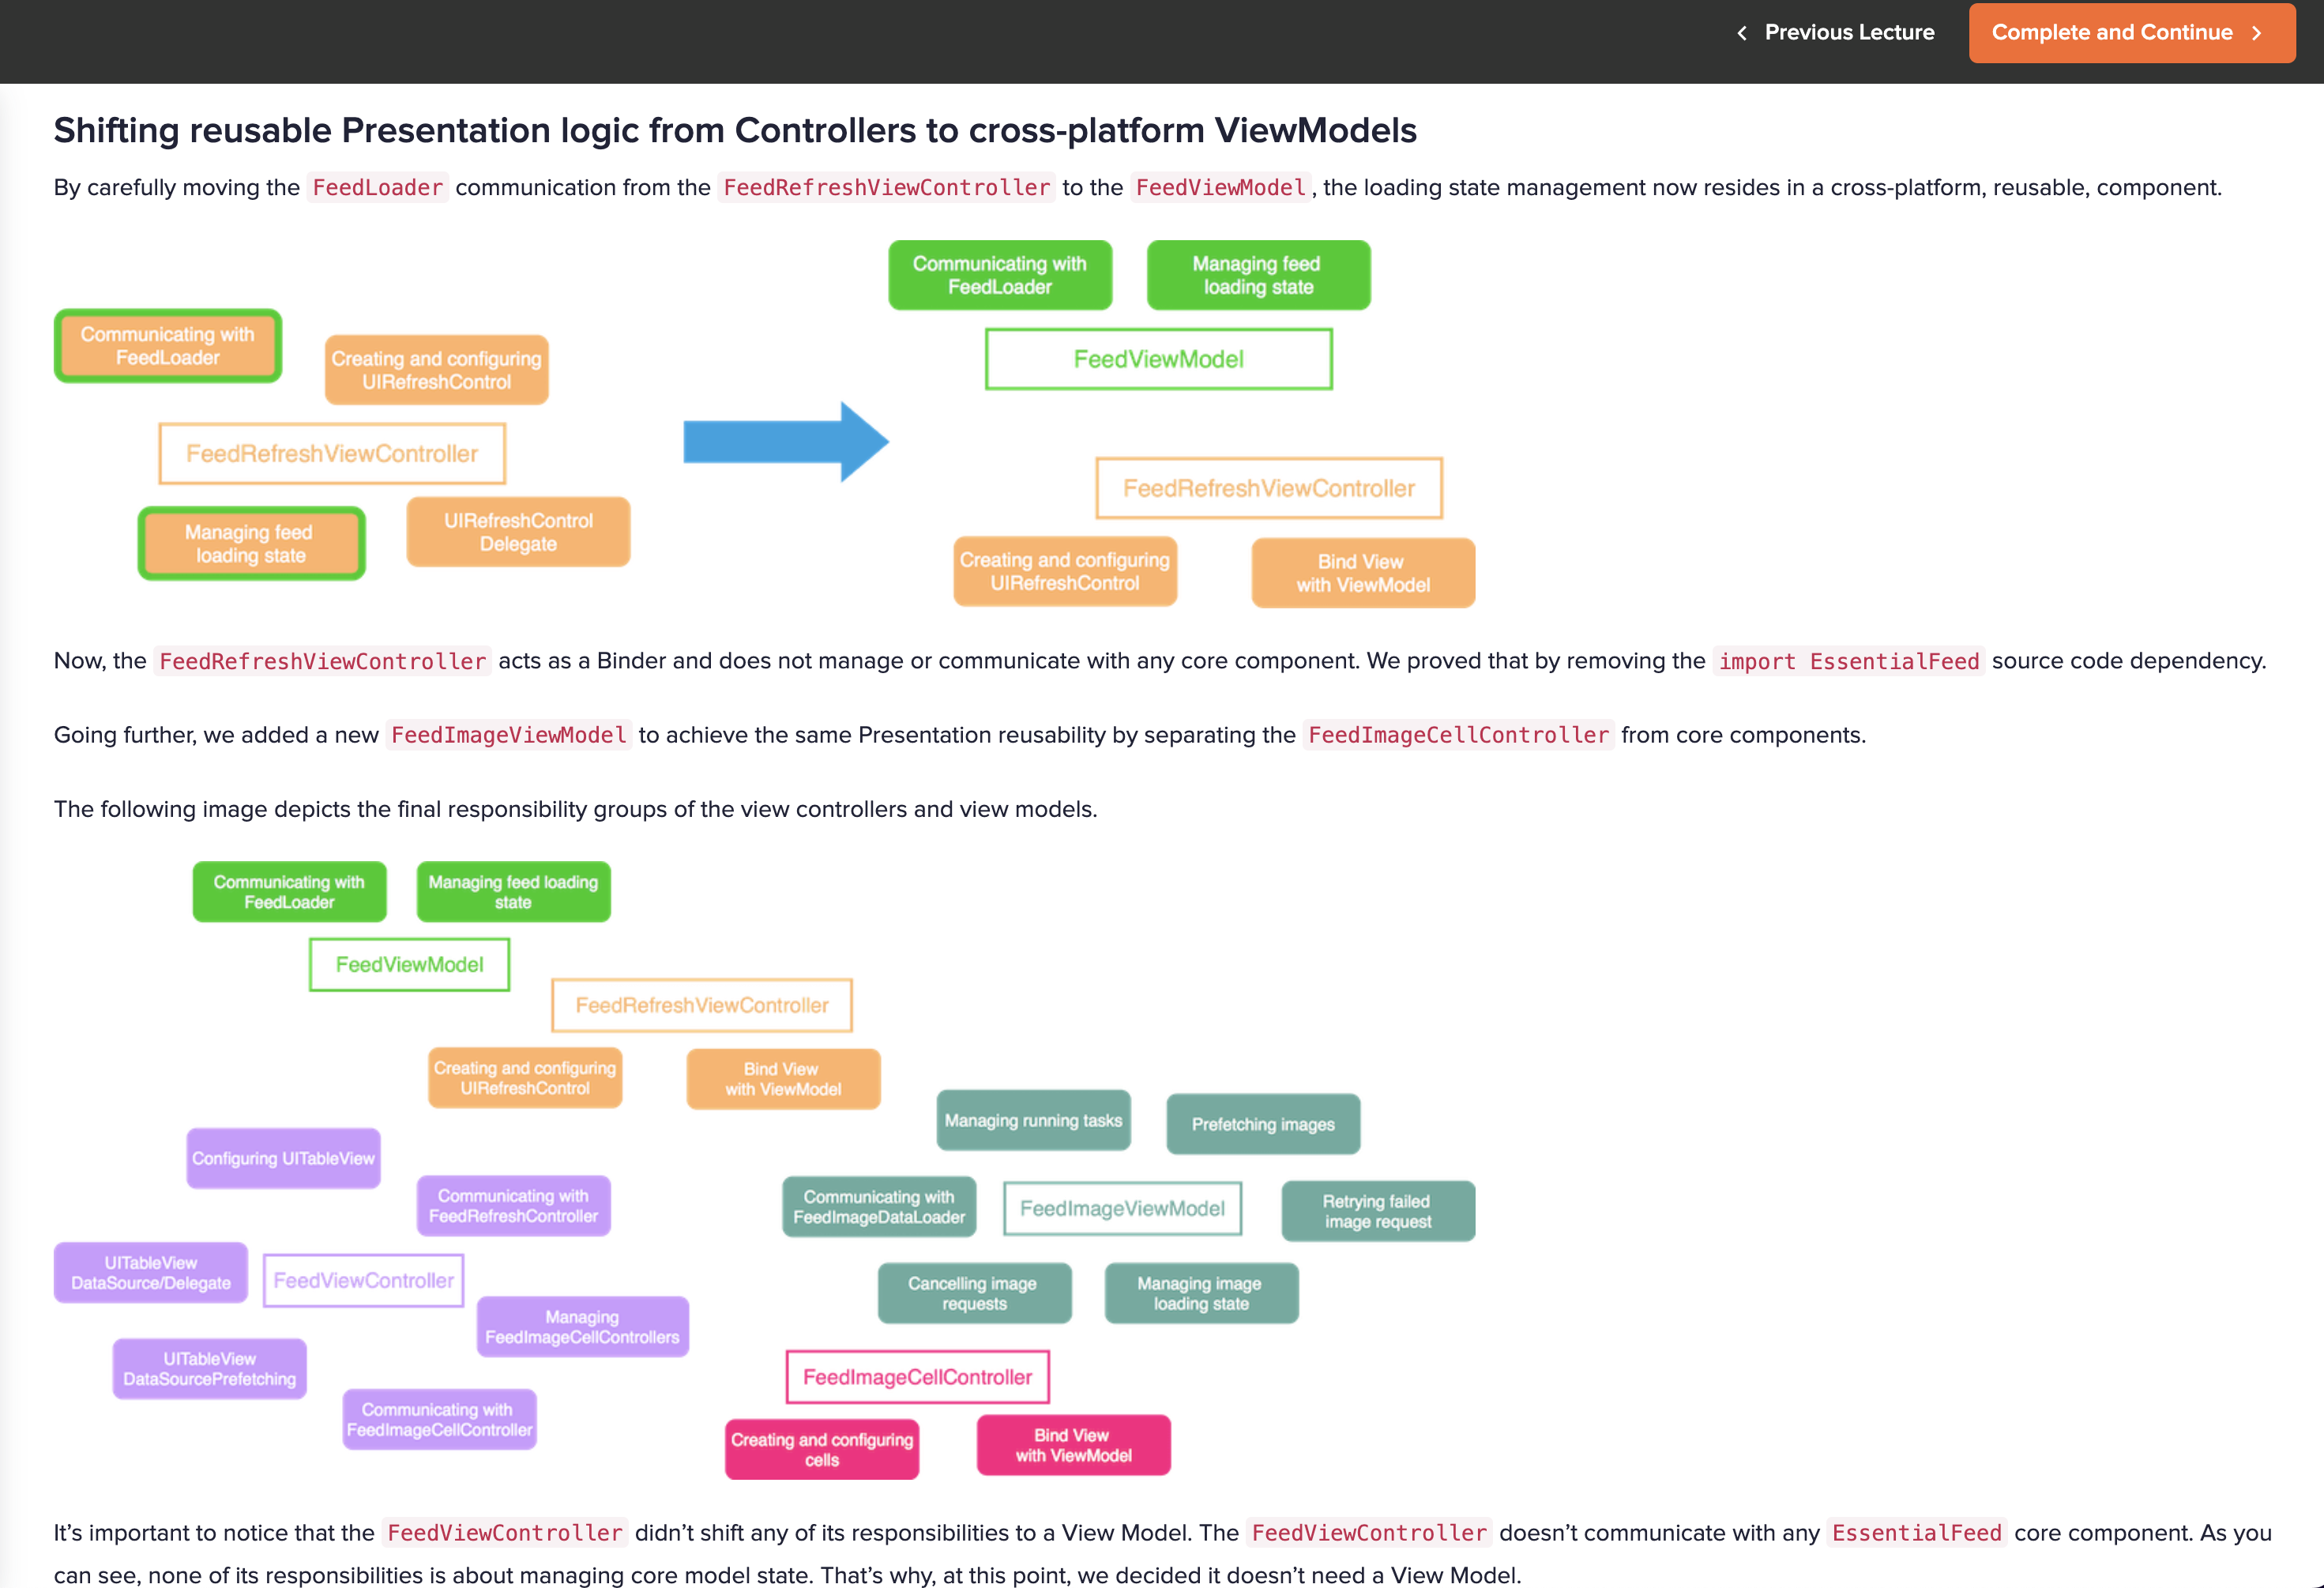 Previous Lecture
Complete and Continue
Shifting reusable Presentation logic from Controllers to cross-platform ViewModels
By carefully moving the FeedLoader communication from the FeedRefreshViewController to the FeedViewModel, the loading state management now resides in a cross-platform, reusable, component.
Communicating with
FeedLoader
Creating and configuring
UIRefreshControl
FeedRefreshViewController
Managing feed
loading state
UIRefreshControl
Delegate
Communicating with
FeedLoader
Managing feed
loading state
FeedViewModel
FeedRefreshViewController
Creating and configuring
UIRefreshControl
Bind View
with ViewModel
Now, the FeedRefreshViewController acts as a Binder and does not manage or communicate with any core component. We proved that by removing the import EssentialFeed source code dependency.
Going further, we added a new FeedImageViewModel to achieve the same Presentation reusability by separating the FeedImageCellController from core components.
The following image depicts the final responsibility groups of the view controllers and view models.
Communicating with
FeedLoader
Managing feed loading
state
FeedViewModel
FeedRefreshViewController
Creating and configuring
UIRefreshControl
Bind View
with ViewModel
Configuring UITableView
Communicating with
FeedRefreshController
UITableView
DataSource/Delegate
FeedViewController
Managing
FeedImageCellControllers
UITableView
DataSourcePrefetching
Communicating with
FeedImageCellController
Managing running tasks
Prefetching images
Communicating with
FeedImageDataLoader
FeedImageViewModel
Retrying failed
image request
Cancelling image
requests
Managing image
loading state
FeedImageCellController
Creating and configuring
cells
Bind View
with ViewModel
It’s important to notice that the FeedViewController didn’t shift any of its responsibilities to a View Model. The FeedViewController doesn’t communicate with any EssentialFeed core component. As you
can see, none of its responsibilities is about managing core model state. That’s why, at this point, we decided it doesn’t need a View Model.